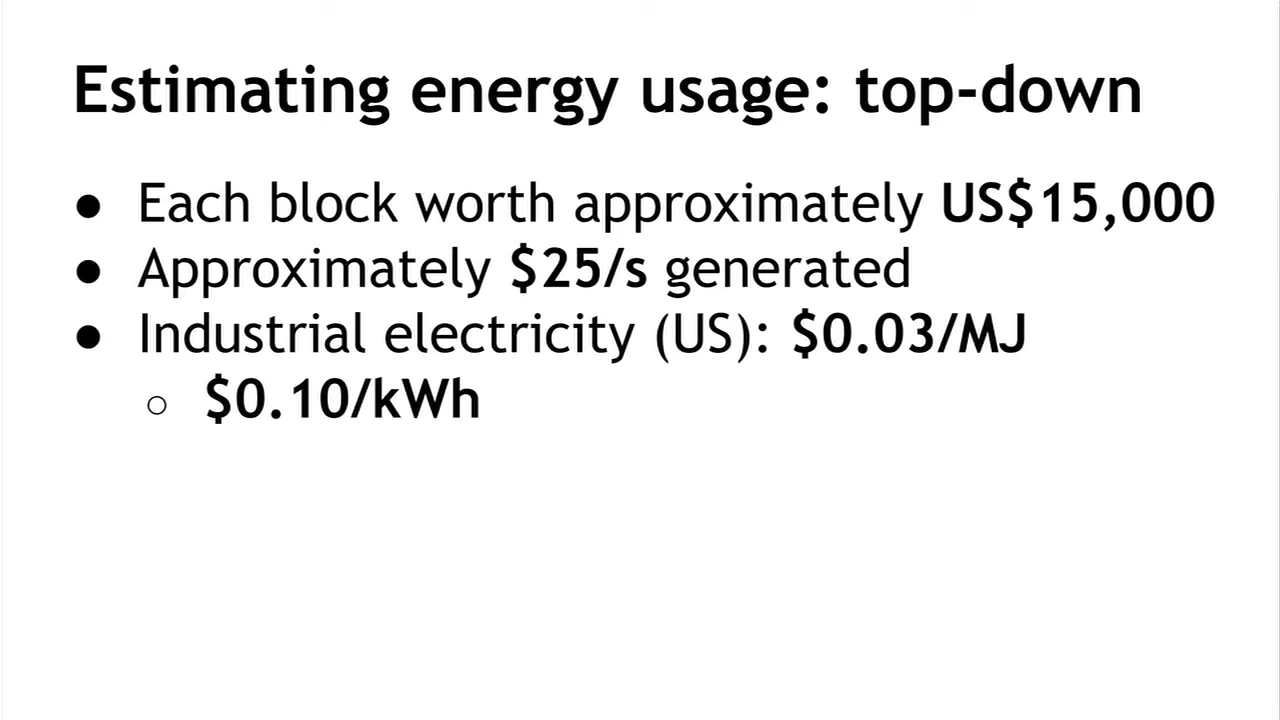 Estimating energy usage: top-down
● Each block worth approximately US$15,000
● Approximately $25/s generated
● Industrial electricity (US): $0.03/MJ
○ $0.10/kWh